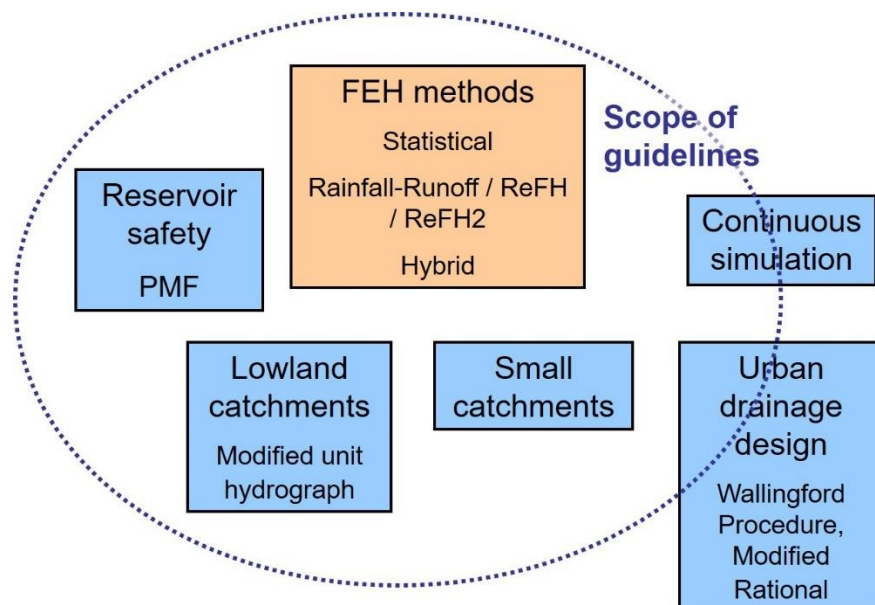 FEH methods
Statistical
Rainfall-Runoff / ReFH
/ ReFH2
Hybrid
Scope of
guidelines
Reservoir
safety
PMF
Continuous
simulation
Lowland
catchments
Modified unit
hydrograph
Small
catchments
Urban
drainage
design
Wallingford
Procedure,
Modified
Rational